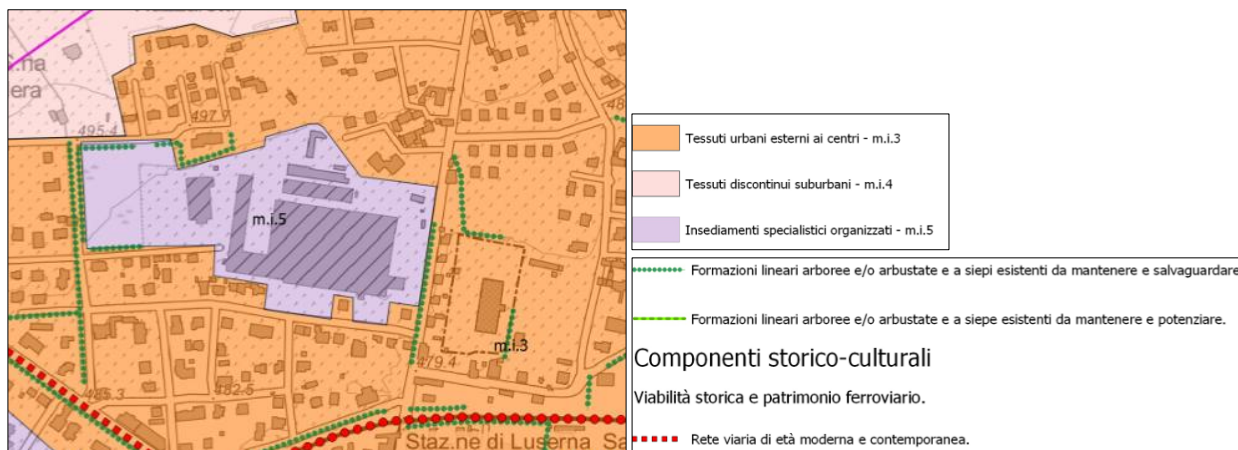 S.na
era
497.7
495.4
m.i.5
m.i.3
479.4
482.5
485.3
Staz.ne di Luserna Sa
48
Tessuti urbani esterni ai centri - m.i.3
Tessuti discontinui suburbani - m.i.4
Insediamenti specialistici organizzati - m.i.5
Formazioni lineari arboree e/o arbustate e a siepi esistenti da mantenere e salvaguardare
Formazioni lineari arboree e/o arbustate e a siepe esistenti da mantenere e potenziare.
Componenti storico-culturali
Viabilità storica e patrimonio ferroviario.
Rete viaria di età moderna e contemporanea.